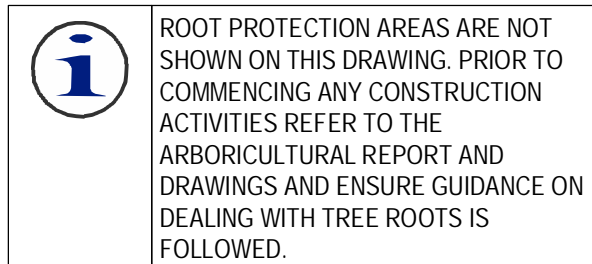 ROOT PROTECTION AREAS ARE NOT
SHOWN ON THIS DRAWING. PRIOR TO
COMMENCING ANY CONSTRUCTION
ACTIVITIES REFER TO THE
ARBORICULTURAL REPORT AND
DRAWINGS AND ENSURE GUIDANCE ON
DEALING WITH TREE ROOTS IS
FOLLOWED.